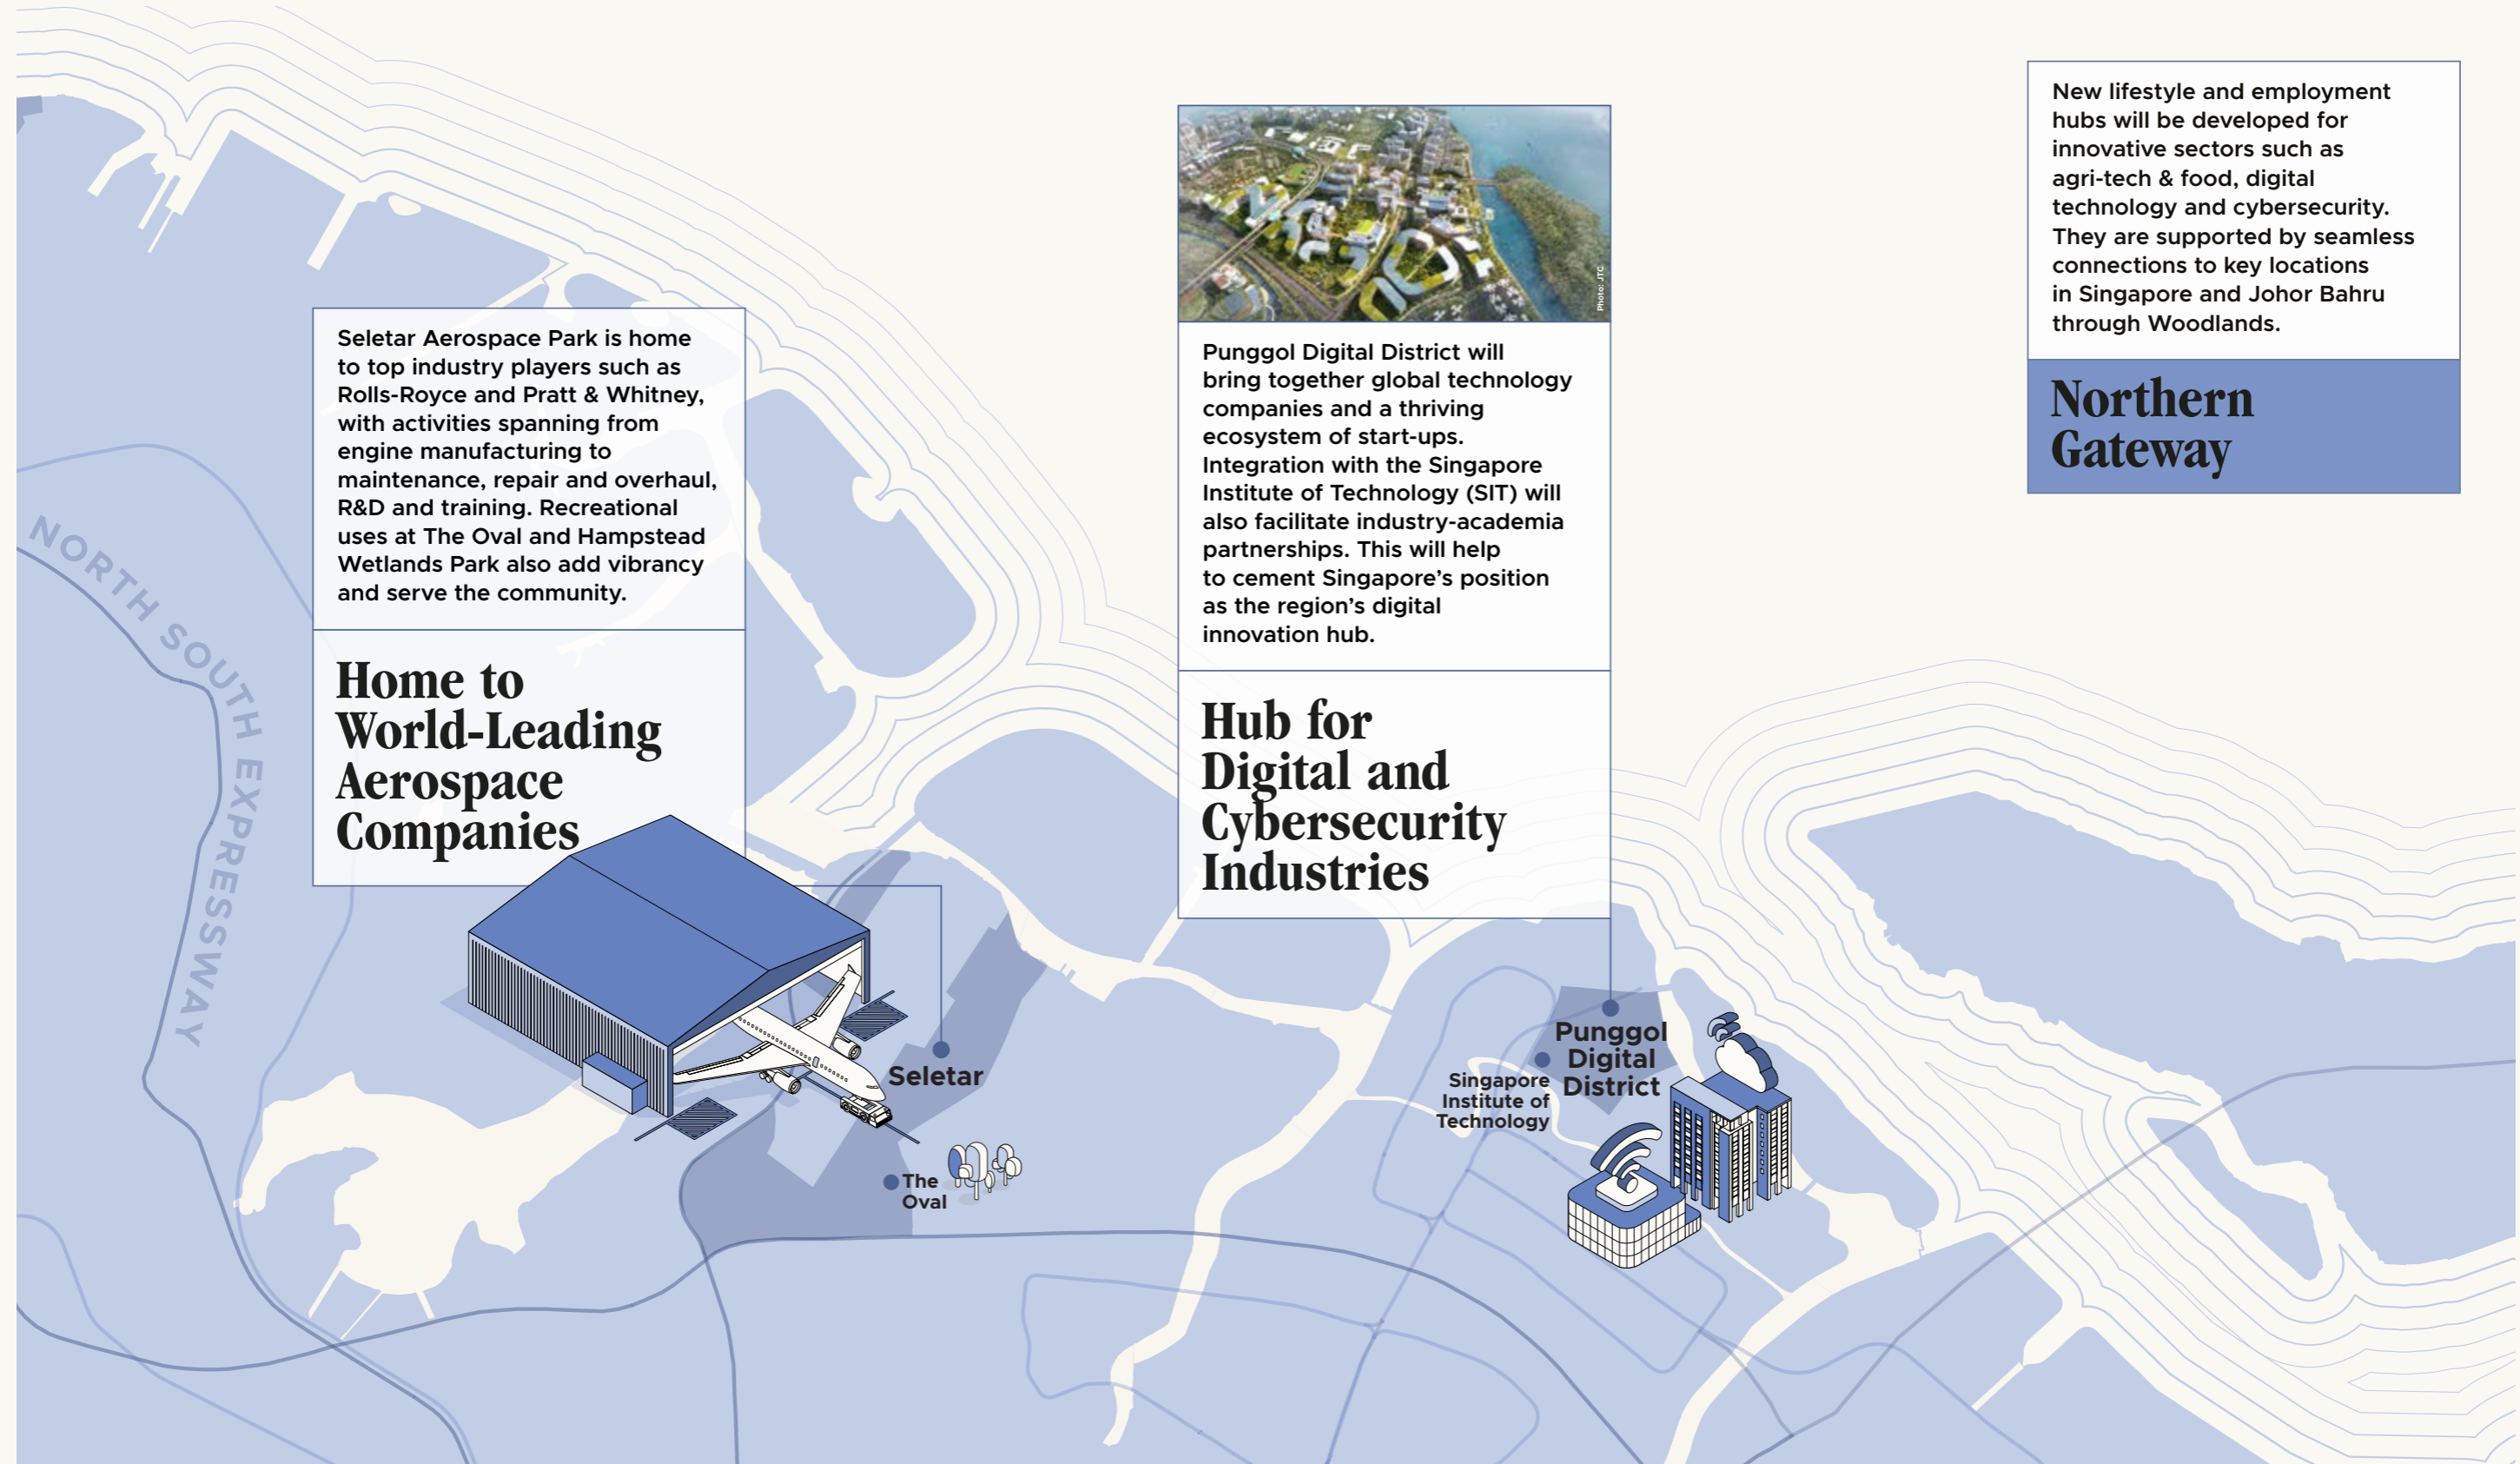 New lifestyle and employment
hubs will be developed for
innovative sectors such as
agri-tech & food, digital
technology and cybersecurity.
They are supported by seamless
connections to key locations
in Singapore and Johor Bahru
through Woodlands.
Northern
Gateway
Photo: JTC
Seletar Aerospace Park is home
to top industry players such as
Rolls-Royce and Pratt & Whitney,
with activities spanning from
engine manufacturing to
maintenance, repair and overhaul,
R&D and training. Recreational
uses at The Oval and Hampstead
Wetlands Park also add vibrancy
and serve the community.
Home to
World-Leading
Aerospace
Companies
Punggol Digital District will
bring together global technology
companies and a thriving
ecosystem of start-ups.
Integration with the Singapore
Institute of Technology (SIT) will
also facilitate industry-academia
partnerships. This will help
to cement Singapore’s position
as the region’s digital
innovation hub.
Hub for
Digital and
Cybersecurity
Industries
NORTH SOUTH EXPRESSWAY
Seletar
The
Oval
Punggol
Digital
District
Singapore
Institute of
Technology